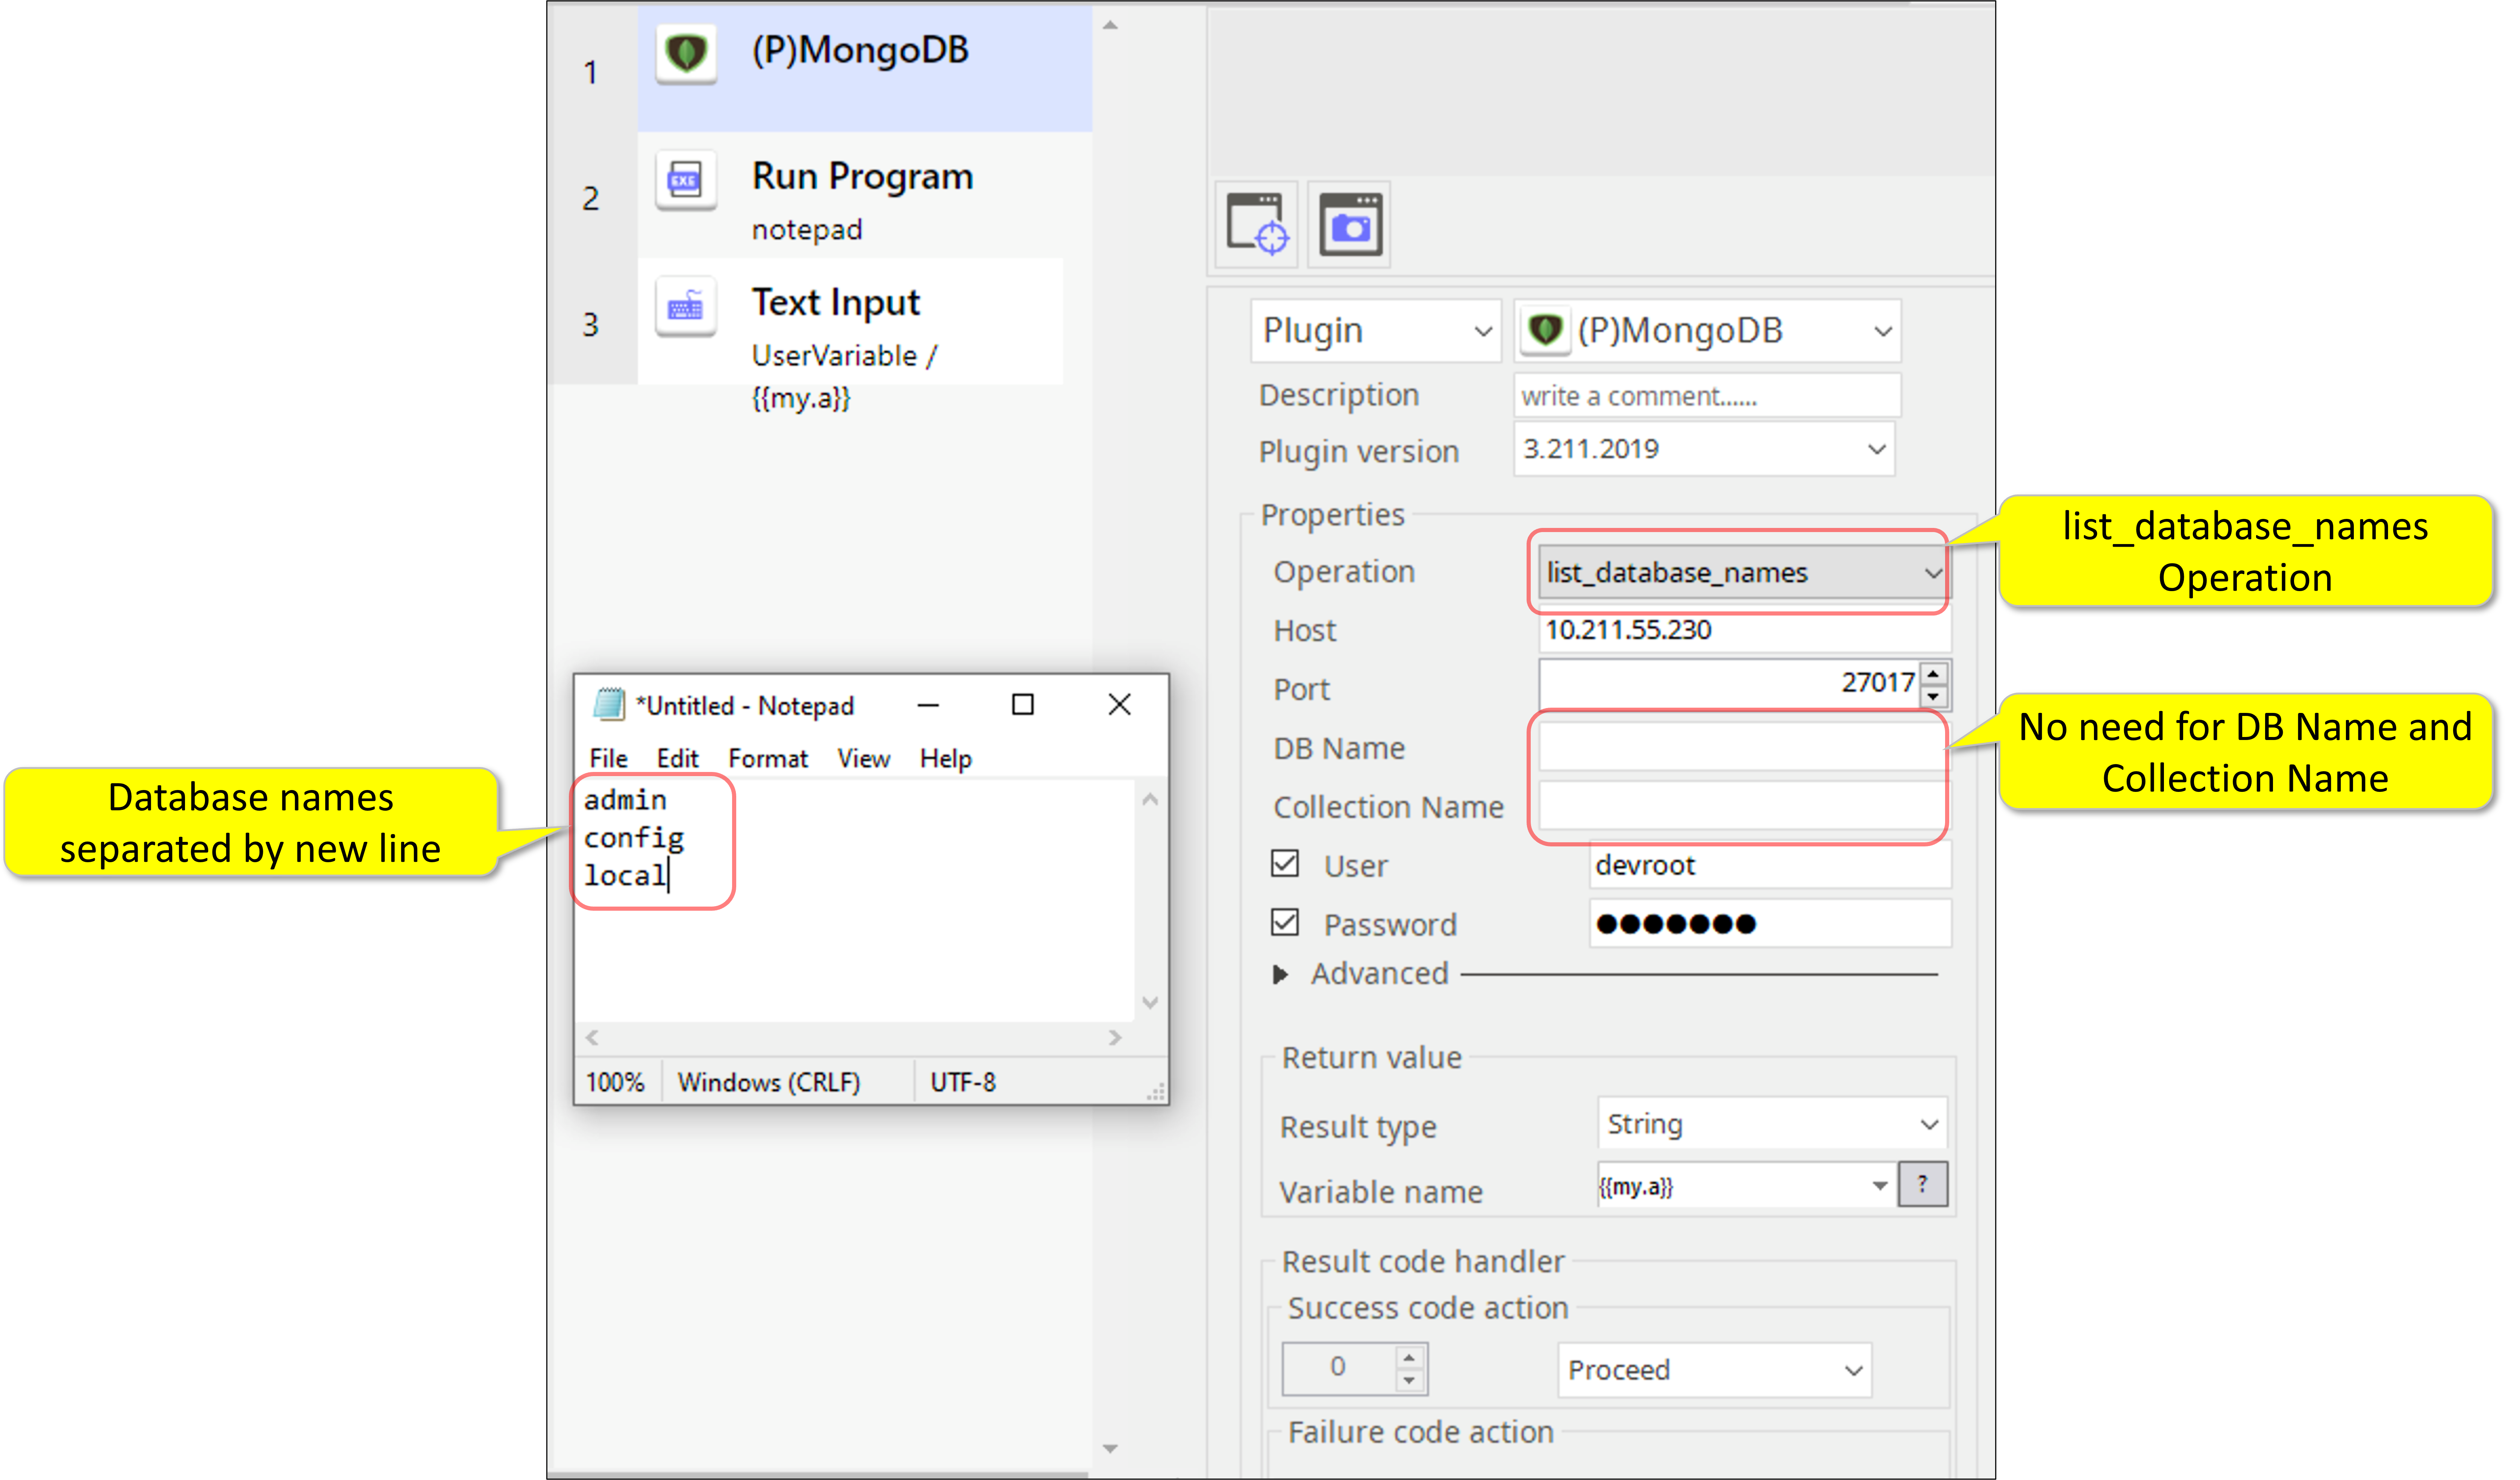 1
(P)MongoDB
2
EXE
Run Program
notepad
3
Text Input
UserVariable /
{{my.a}}
*Untitled - Notepad
File Edit Format View Help
admin
config
local
100% Windows (CRLF) UTF-8
Database names
separated by new line
Plugin (P)MongoDB
Description write a comment......
Plugin version 3.211.2019
Properties
Operation list_database_names
Host 10.211.55.230
Port 27017
DB Name
Collection Name
User devroot
Password ●●●●●●●
Advanced
Return value
Result type String
Variable name {{my.a}} ?
Result code handler
Success code action
0 Proceed
Failure code action
list_database_names
Operation
No need for DB Name and
Collection Name